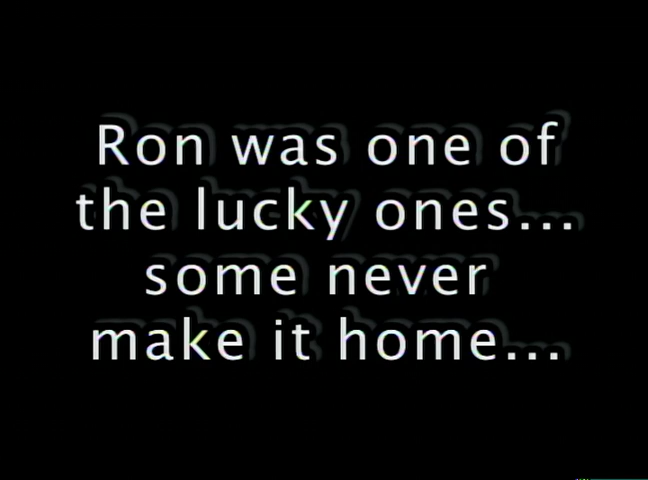 Ron was one of
the lucky ones...
some never
make it home...